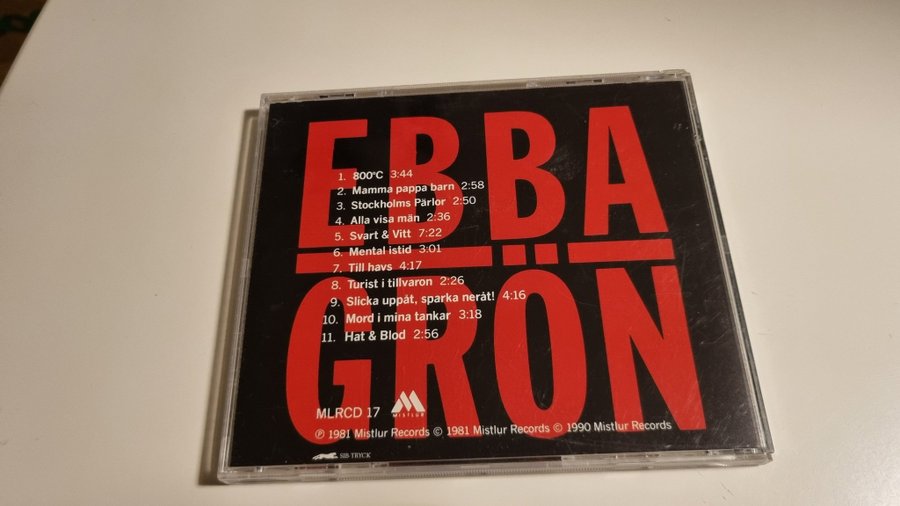 EBBA
GRÖN
1. 800°C 3:44
2. Mamma pappa barn 2:58
3. Stockholms Pärlor 2:50
4. Alla visa män 2:36
5. Svart & Vitt 7:22
6. Mental istid 3:01
7. Till havs 4:17
8. Turist i tillvaron 2:26
9. Slicka uppåt, sparka neråt! 4:16
10. Mord i mina tankar 3:18
11. Hat & Blod 2:56
MLRCD 17 MISTLUR
℗ 1981 Mistlur Records © 1981 Mistlur Records © 1990 Mistlur Records
SIB-TRYCK